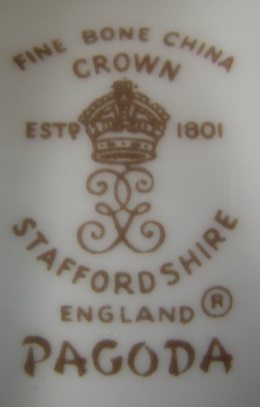 FINE BONE CHINA
CROWN
ESTD 1801
STAFFORDSHIRE
ENGLAND ®
PAGODA